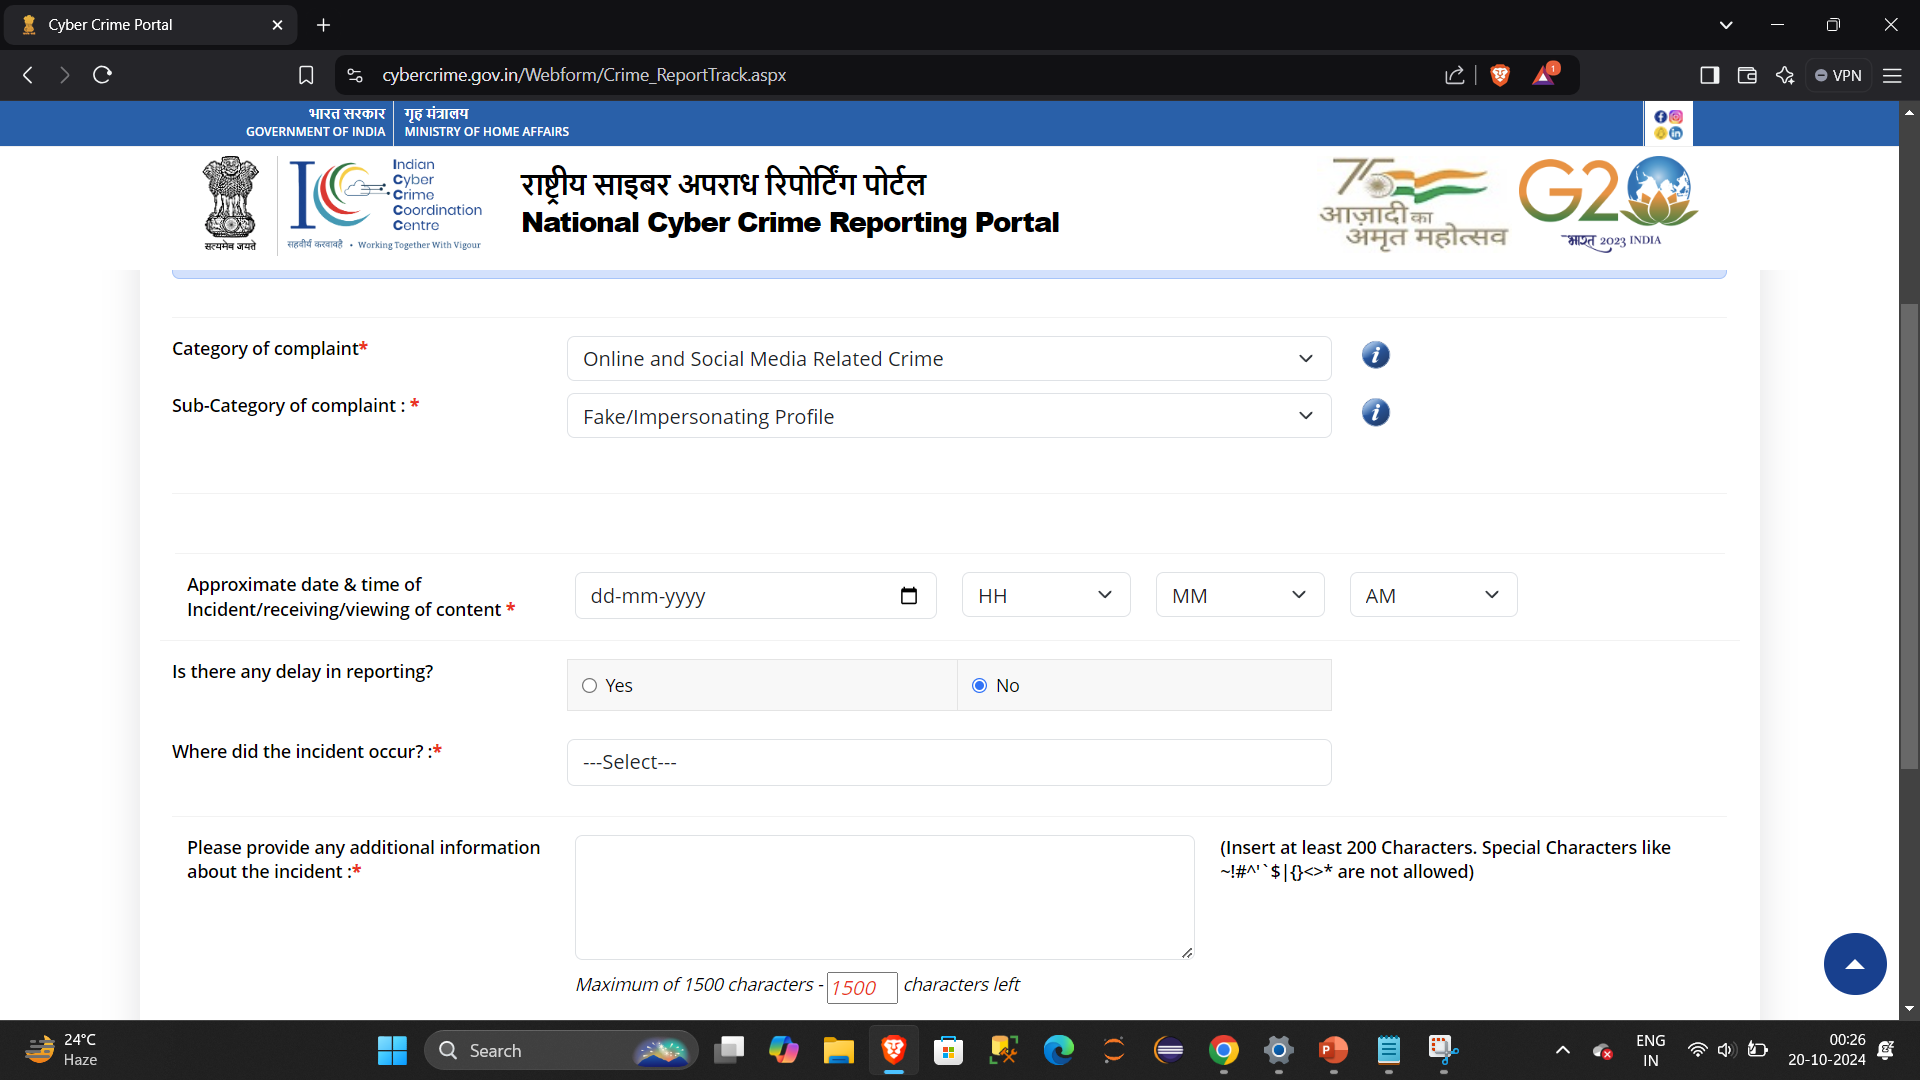 Cyber Crime Portal
cybercrime.gov.in/Webform/Crime_ReportTrack.aspx
1
VPN
भारत सरकार
GOVERNMENT OF INDIA
गृह मंत्रालय
MINISTRY OF HOME AFFAIRS
सत्यमेव जयते
Indian
Cyber
Crime
Coordination
Centre
सहवीर्यं करवावहै • Working Together With Vigour
राष्ट्रीय साइबर अपराध रिपोर्टिंग पोर्टल
National Cyber Crime Reporting Portal
75
आज़ादी का
अमृत महोत्सव
G20
भारत 2023 INDIA
Category of complaint*
Online and Social Media Related Crime
Sub-Category of complaint : *
Fake/Impersonating Profile
Approximate date & time of
Incident/receiving/viewing of content *
dd-mm-yyyy
HH
MM
AM
Is there any delay in reporting?
Yes
No
Where did the incident occur? :*
---Select---
Please provide any additional information
about the incident :*
(Insert at least 200 Characters. Special Characters like
~!#^'`$|{}<>* are not allowed)
Maximum of 1500 characters - 1500 characters left
24°C
Haze
Search
ENG
IN
00:26
20-10-2024